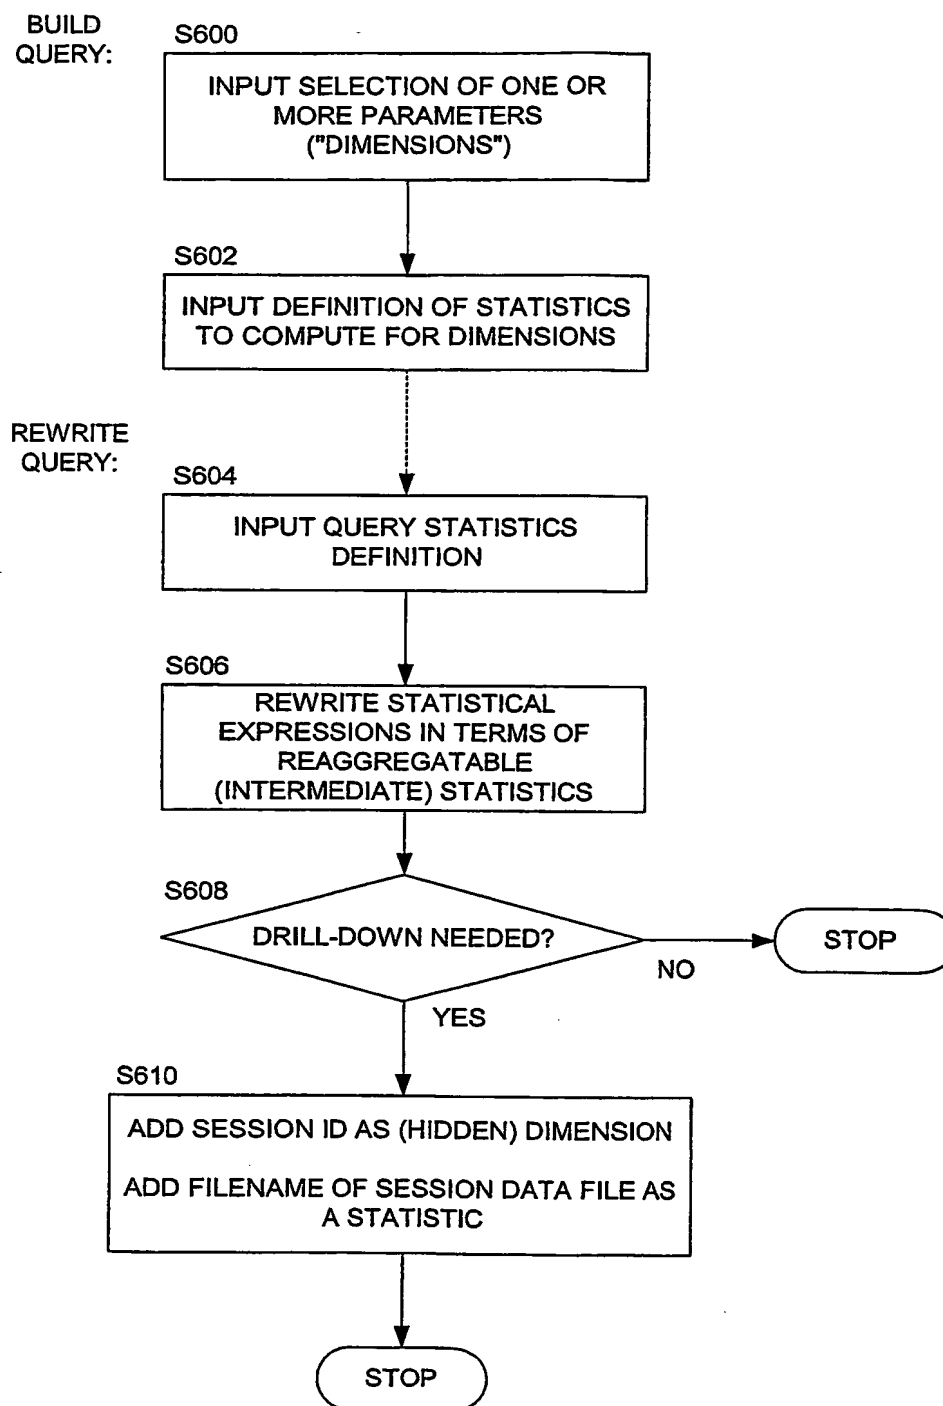 BUILD
QUERY:
S600
INPUT SELECTION OF ONE OR
MORE PARAMETERS
("DIMENSIONS")
S602
INPUT DEFINITION OF STATISTICS
TO COMPUTE FOR DIMENSIONS
REWRITE
QUERY:
S604
INPUT QUERY STATISTICS
DEFINITION
S606
REWRITE STATISTICAL
EXPRESSIONS IN TERMS OF
REAGGREGATABLE
(INTERMEDIATE) STATISTICS
S608
DRILL-DOWN NEEDED?
STOP
NO
YES
S610
ADD SESSION ID AS (HIDDEN) DIMENSION
ADD FILENAME OF SESSION DATA FILE AS
A STATISTIC
STOP